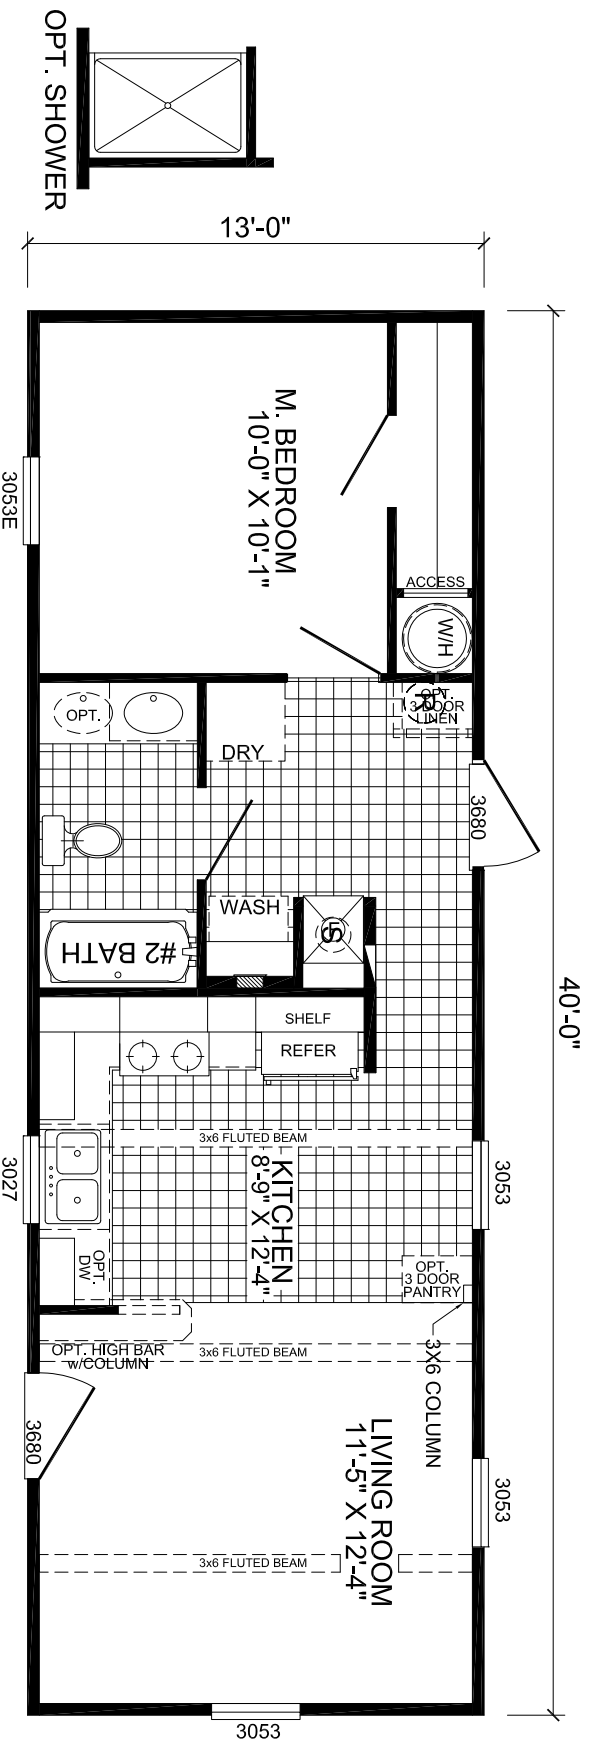 OPT. SHOWER
13'-0"
40'-0"
M. BEDROOM
10'-0" X 10'-1"
3053E
ACCESS
W/H
OPT.
3 DOOR
LINEN
OPT.
DRY
3680
WASH
#2 BATH
SHELF
REFER
3x6 FLUTED BEAM
KITCHEN
8'-9" X 12'-4"
3027
3053
OPT.
DW
OPT.
3 DOOR
PANTRY
3X6 COLUMN
OPT. HIGH BAR
w/COLUMN
3x6 FLUTED BEAM
3680
LIVING ROOM
11'-5" X 12'-4"
3053
3x6 FLUTED BEAM
3053